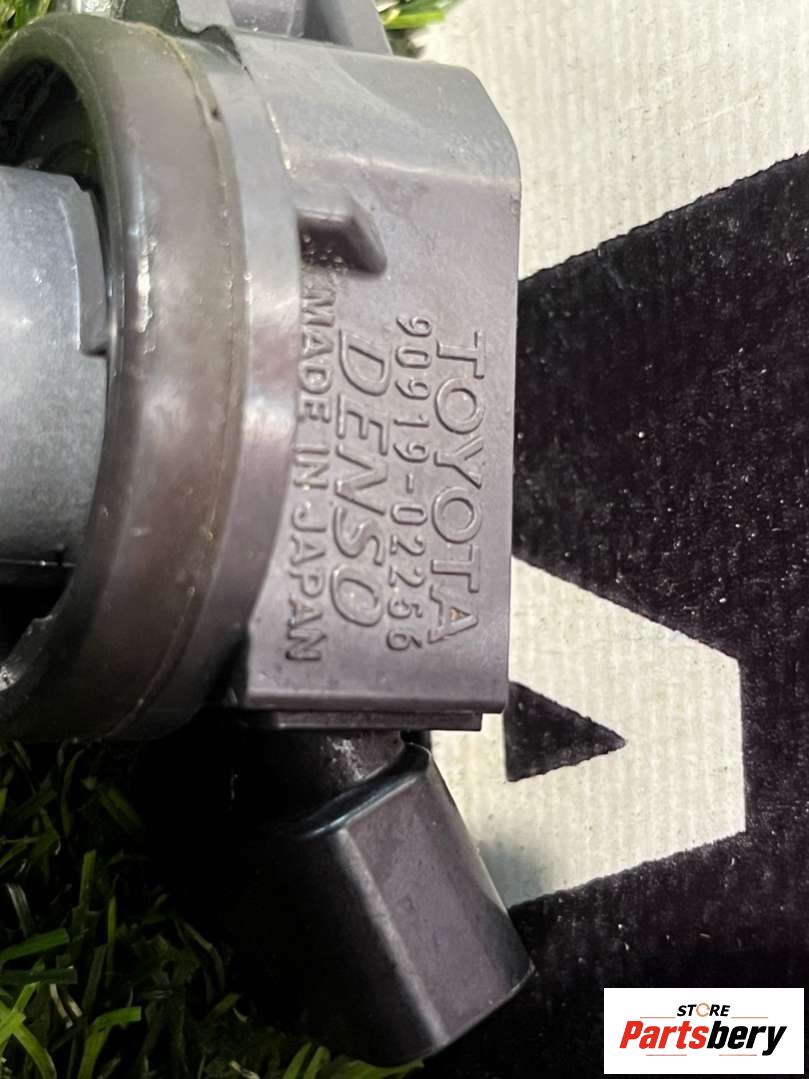 TOYOTA
90919-02256
DENSO
MADE IN JAPAN
STORE
Partsbery